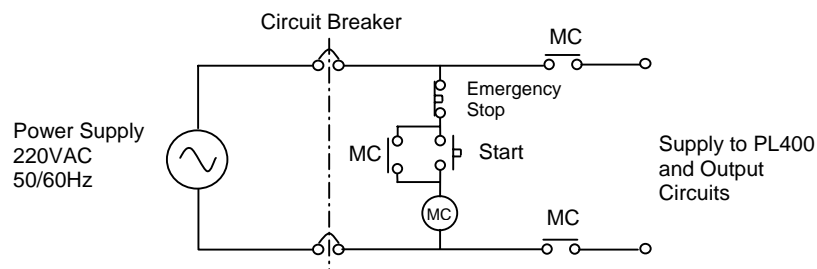 Circuit Breaker
MC
Emergency
Stop
Power Supply
220VAC
50/60Hz
MC
Start
Supply to PL400
and Output
Circuits
MC
MC